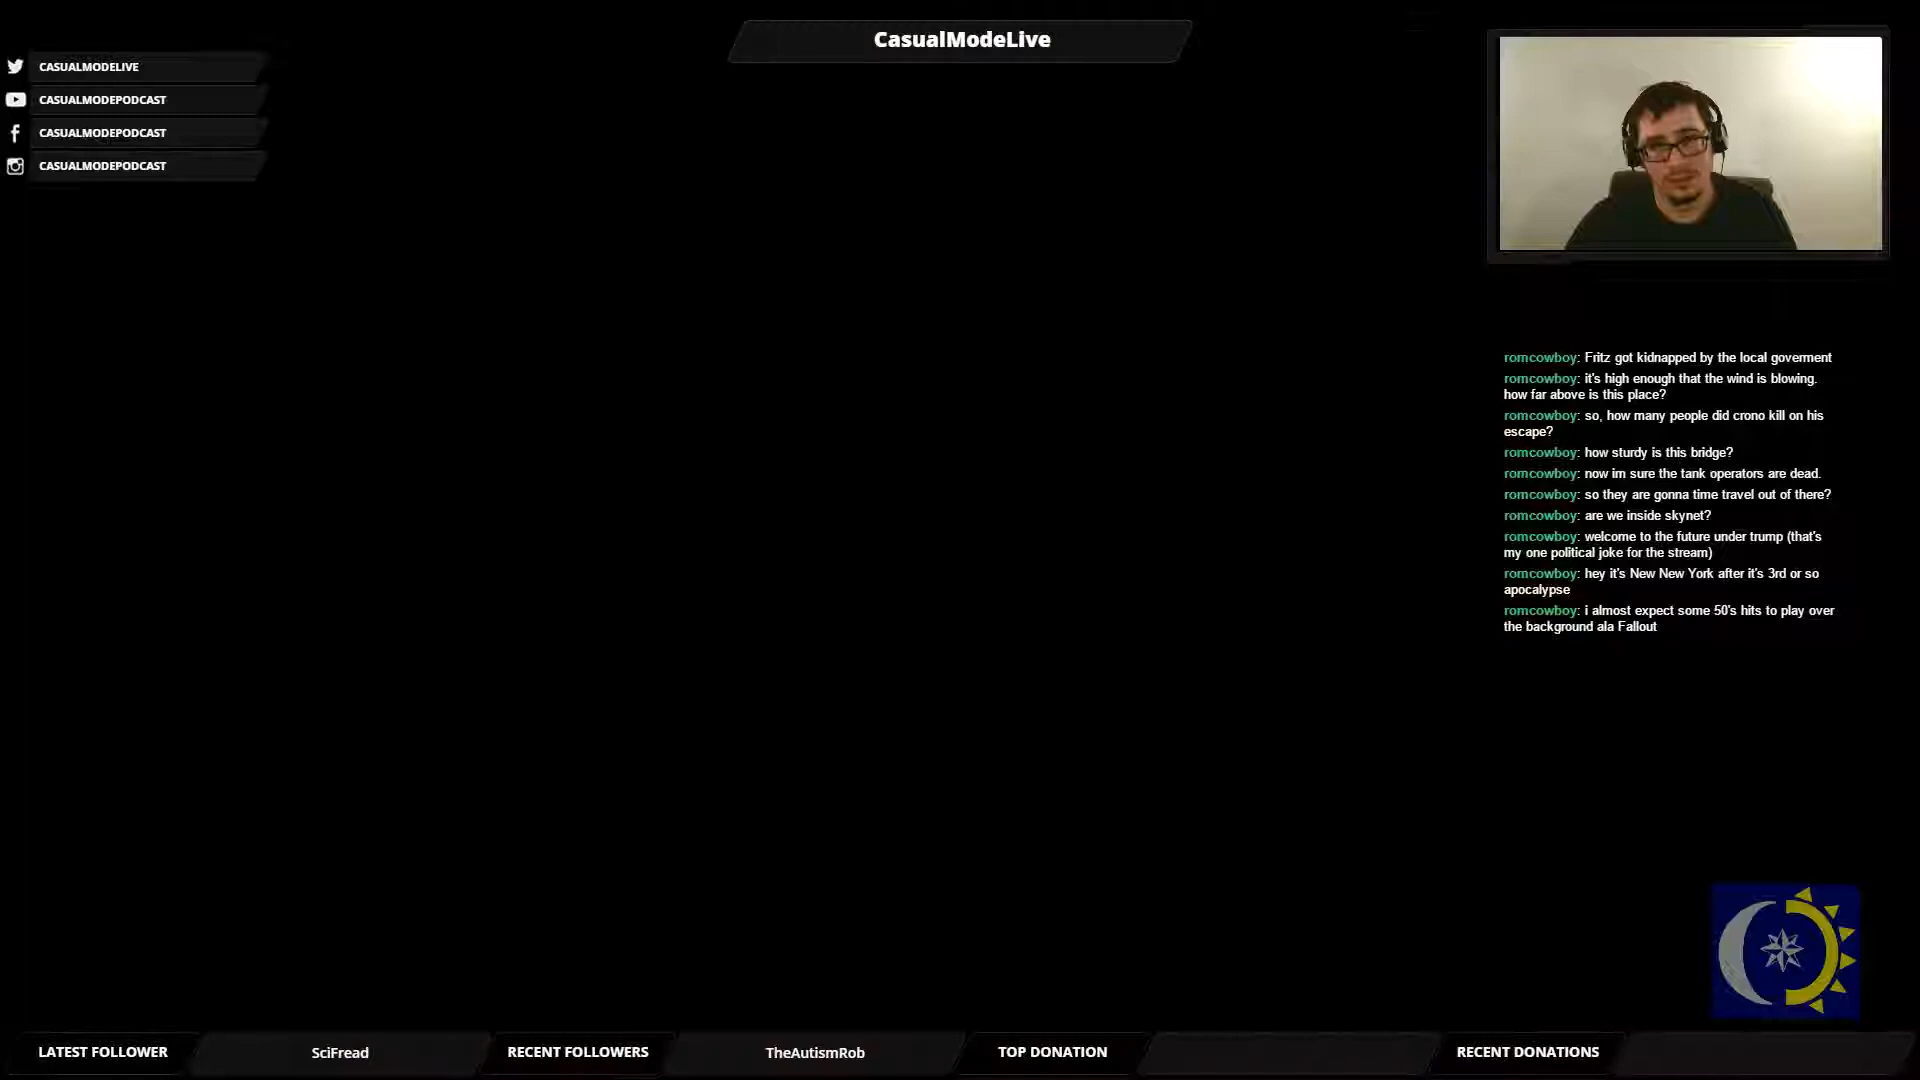 CasualModeLive
CASUALMODELIVE
CASUALMODEPODCAST
CASUALMODEPODCAST
CASUALMODEPODCAST
romcowboy: Fritz got kidnapped by the local goverment
romcowboy: it's high enough that the wind is blowing.
how far above is this place?
romcowboy: so, how many people did crono kill on his
escape?
romcowboy: how sturdy is this bridge?
romcowboy: now im sure the tank operators are dead.
romcowboy: so they are gonna time travel out of there?
romcowboy: are we inside skynet?
romcowboy: welcome to the future under trump (that's
my one political joke for the stream)
romcowboy: hey it's New New York after it's 3rd or so
apocalypse
romcowboy: i almost expect some 50's hits to play over
the background ala Fallout
LATEST FOLLOWER SciFread RECENT FOLLOWERS TheAutismRob TOP DONATION RECENT DONATIONS